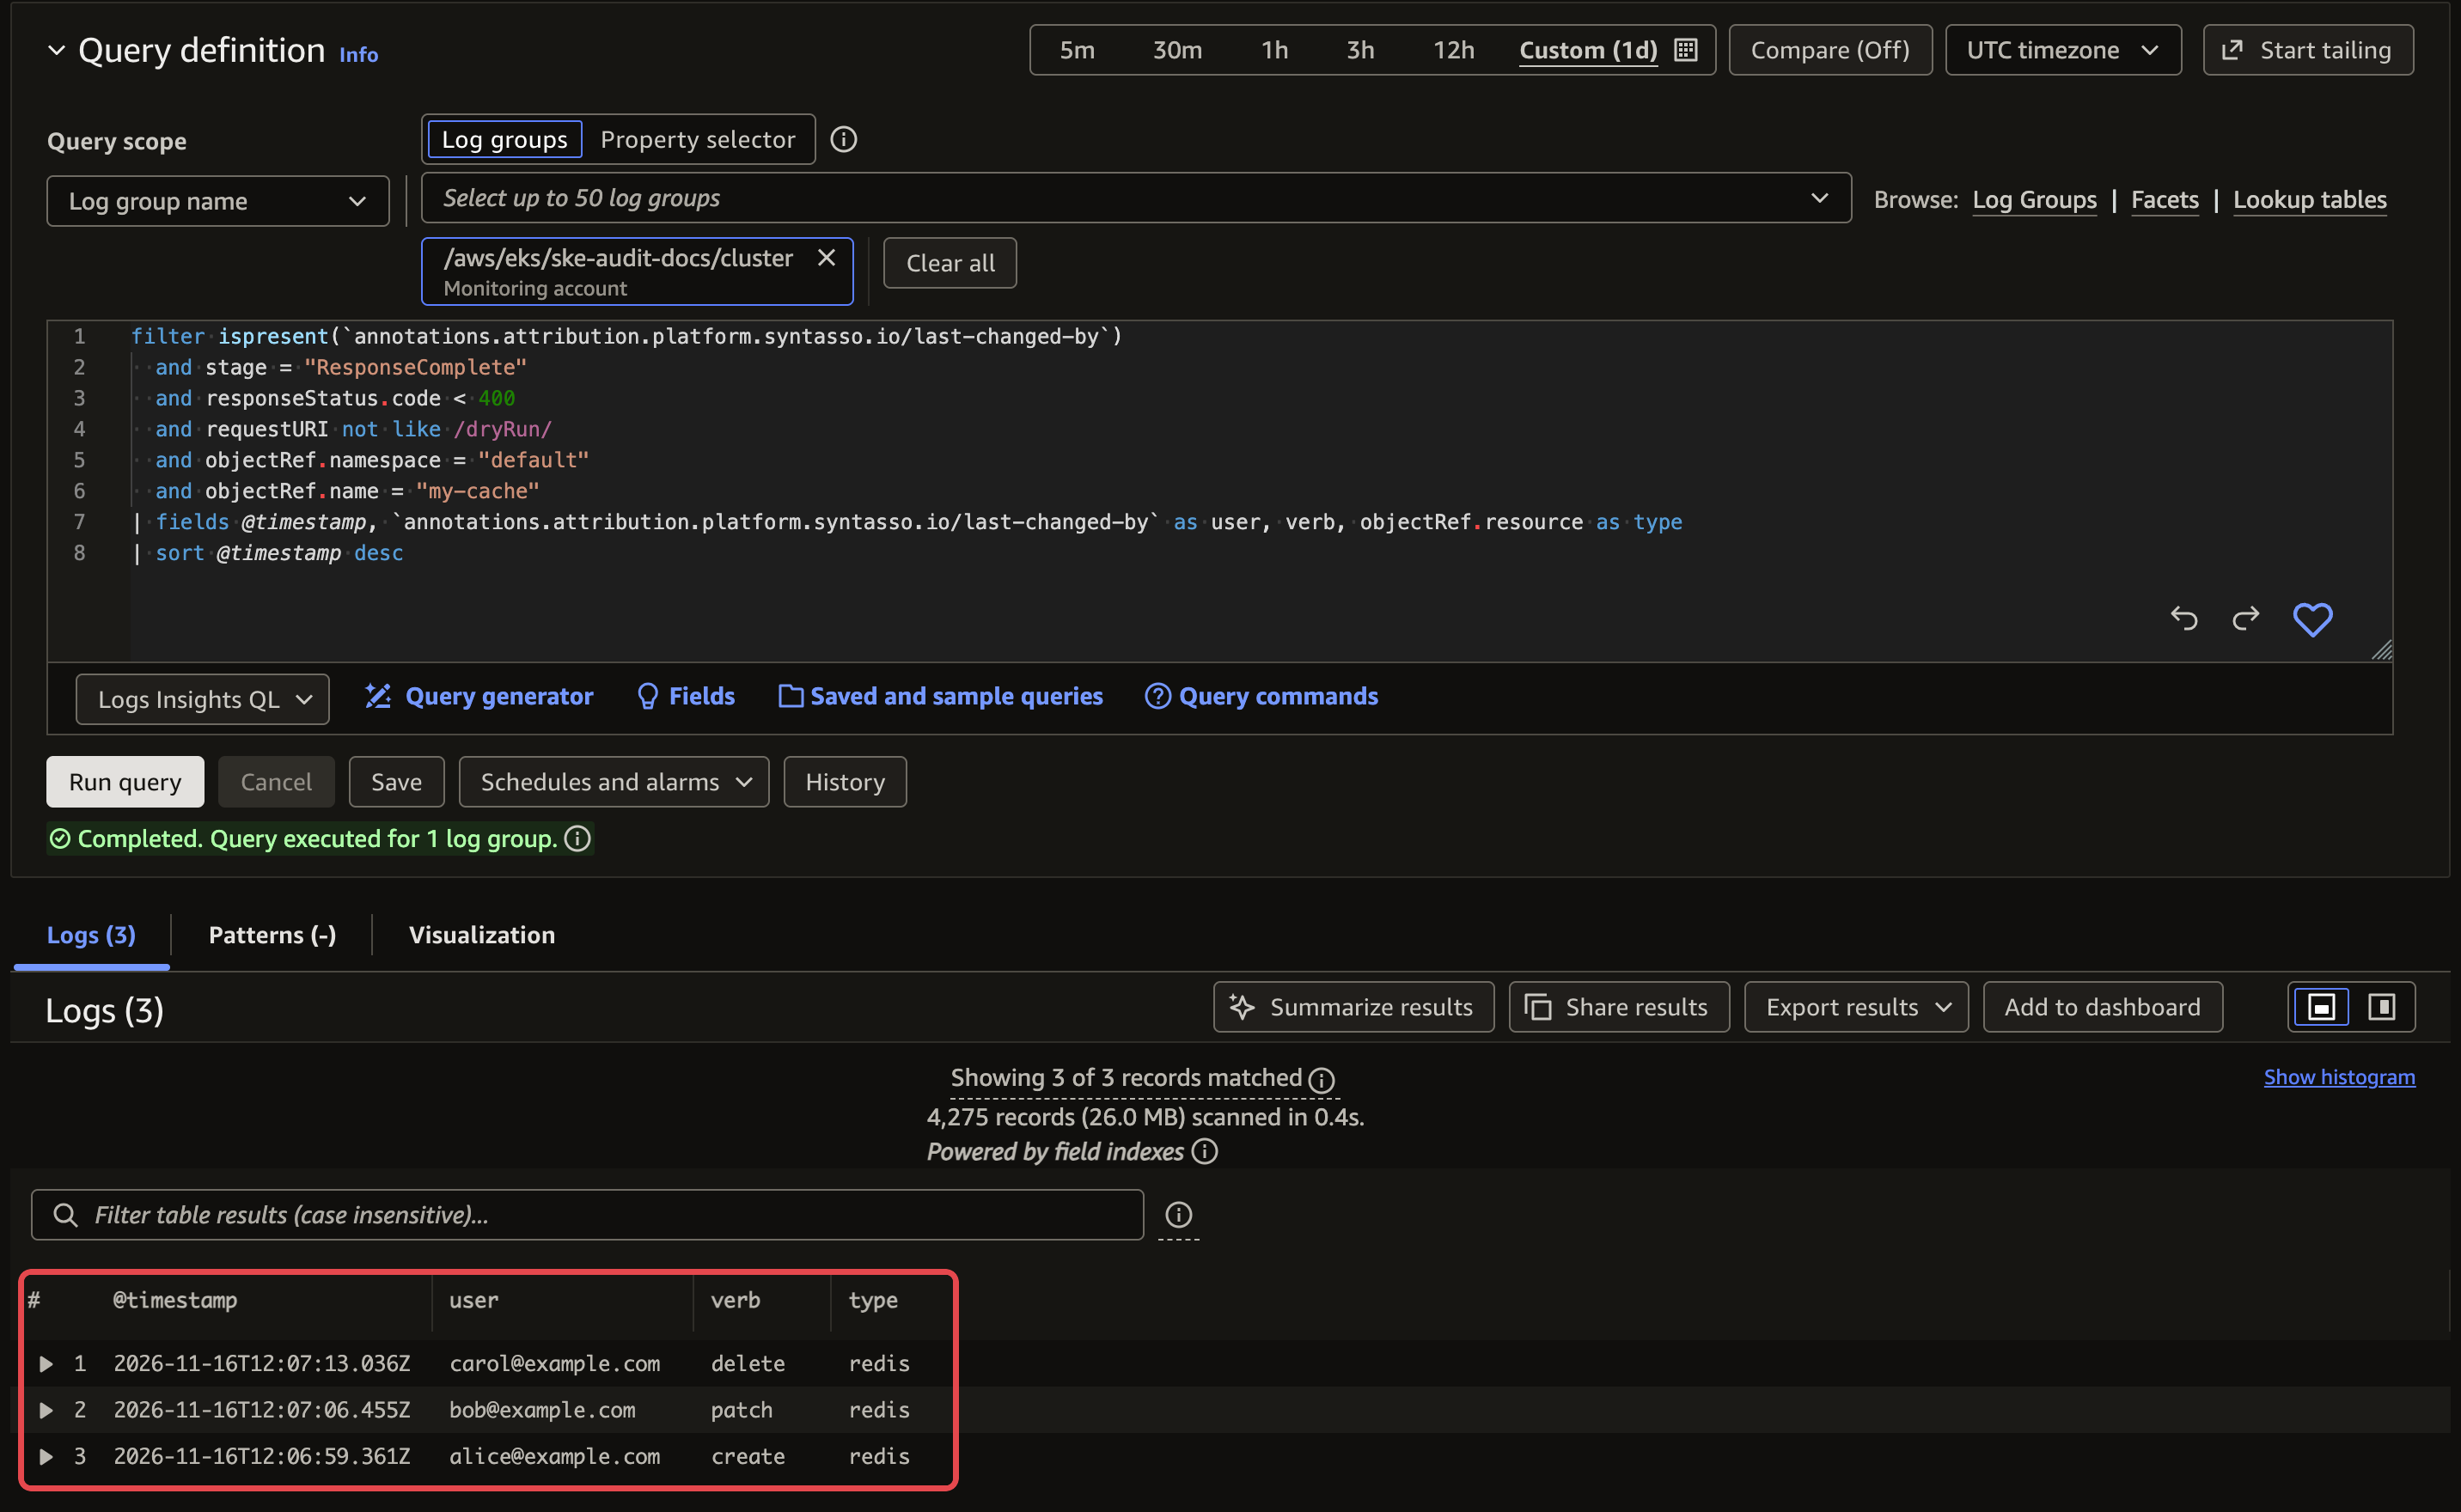 Query definition Info 5m 30m 1h 3h 12h Custom (1d) Compare (Off) UTC timezone Start tailing
Query scope Log groups Property selector
Log group name Select up to 50 log groups Browse: Log Groups | Facets | Lookup tables
/aws/eks/ske-audit-docs/cluster Clear all
Monitoring account
1 filter ispresent(`annotations.attribution.platform.syntasso.io/last-changed-by`)
2 and stage = "ResponseComplete"
3 and responseStatus.code < 400
4 and requestURI not like /dryRun/
5 and objectRef.namespace = "default"
6 and objectRef.name = "my-cache"
7 | fields @timestamp, `annotations.attribution.platform.syntasso.io/last-changed-by` as user, verb, objectRef.resource as type
8 | sort @timestamp desc
Logs Insights QL Query generator Fields Saved and sample queries Query commands
Run query Cancel Save Schedules and alarms History
Completed. Query executed for 1 log group.
Logs (3) Patterns (-) Visualization
Logs (3) Summarize results Share results Export results Add to dashboard
Showing 3 of 3 records matched Show histogram
4,275 records (26.0 MB) scanned in 0.4s.
Powered by field indexes
Filter table results (case insensitive)...
# @timestamp user verb type
1 2026-11-16T12:07:13.036Z carol@example.com delete redis
2 2026-11-16T12:07:06.455Z bob@example.com patch redis
3 2026-11-16T12:06:59.361Z alice@example.com create redis